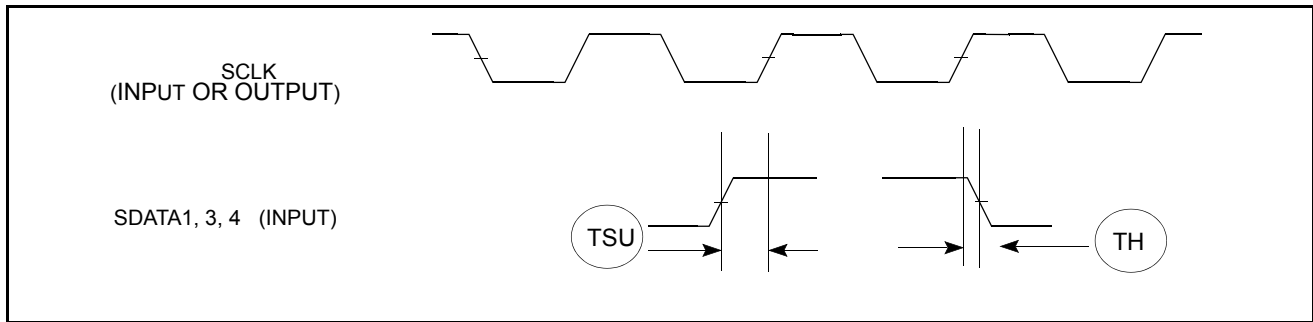 SCLK
(INPUT OR OUTPUT)
SDATA1, 3, 4 (INPUT)
TSU
TH